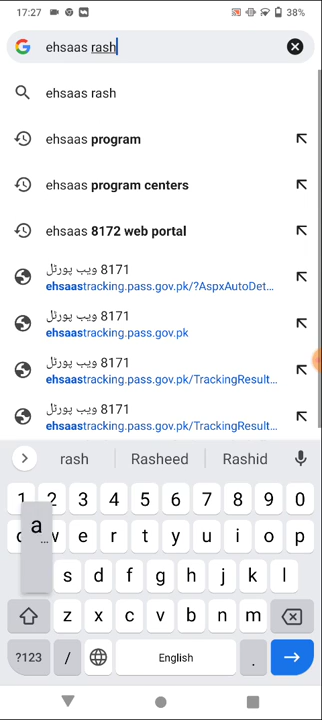 17:27 38%
ehsaas rash
ehsaas rash
ehsaas program
ehsaas program centers
ehsaas 8172 web portal
8171 ویب پورٹل
ehsaastracking.pass.gov.pk/?AspxAutoDet...
8171 ویب پورٹل
ehsaastracking.pass.gov.pk
8171 ویب پورٹل
ehsaastracking.pass.gov.pk/TrackingResult...
8171 ویب پورٹل
ehsaastracking.pass.gov.pk/TrackingResult...
rash Rasheed Rashid
1 2 3 4 5 6 7 8 9 0
w e r t y u i o p
a ... s d f g h j k l
z x c v b n m
?123 / English .